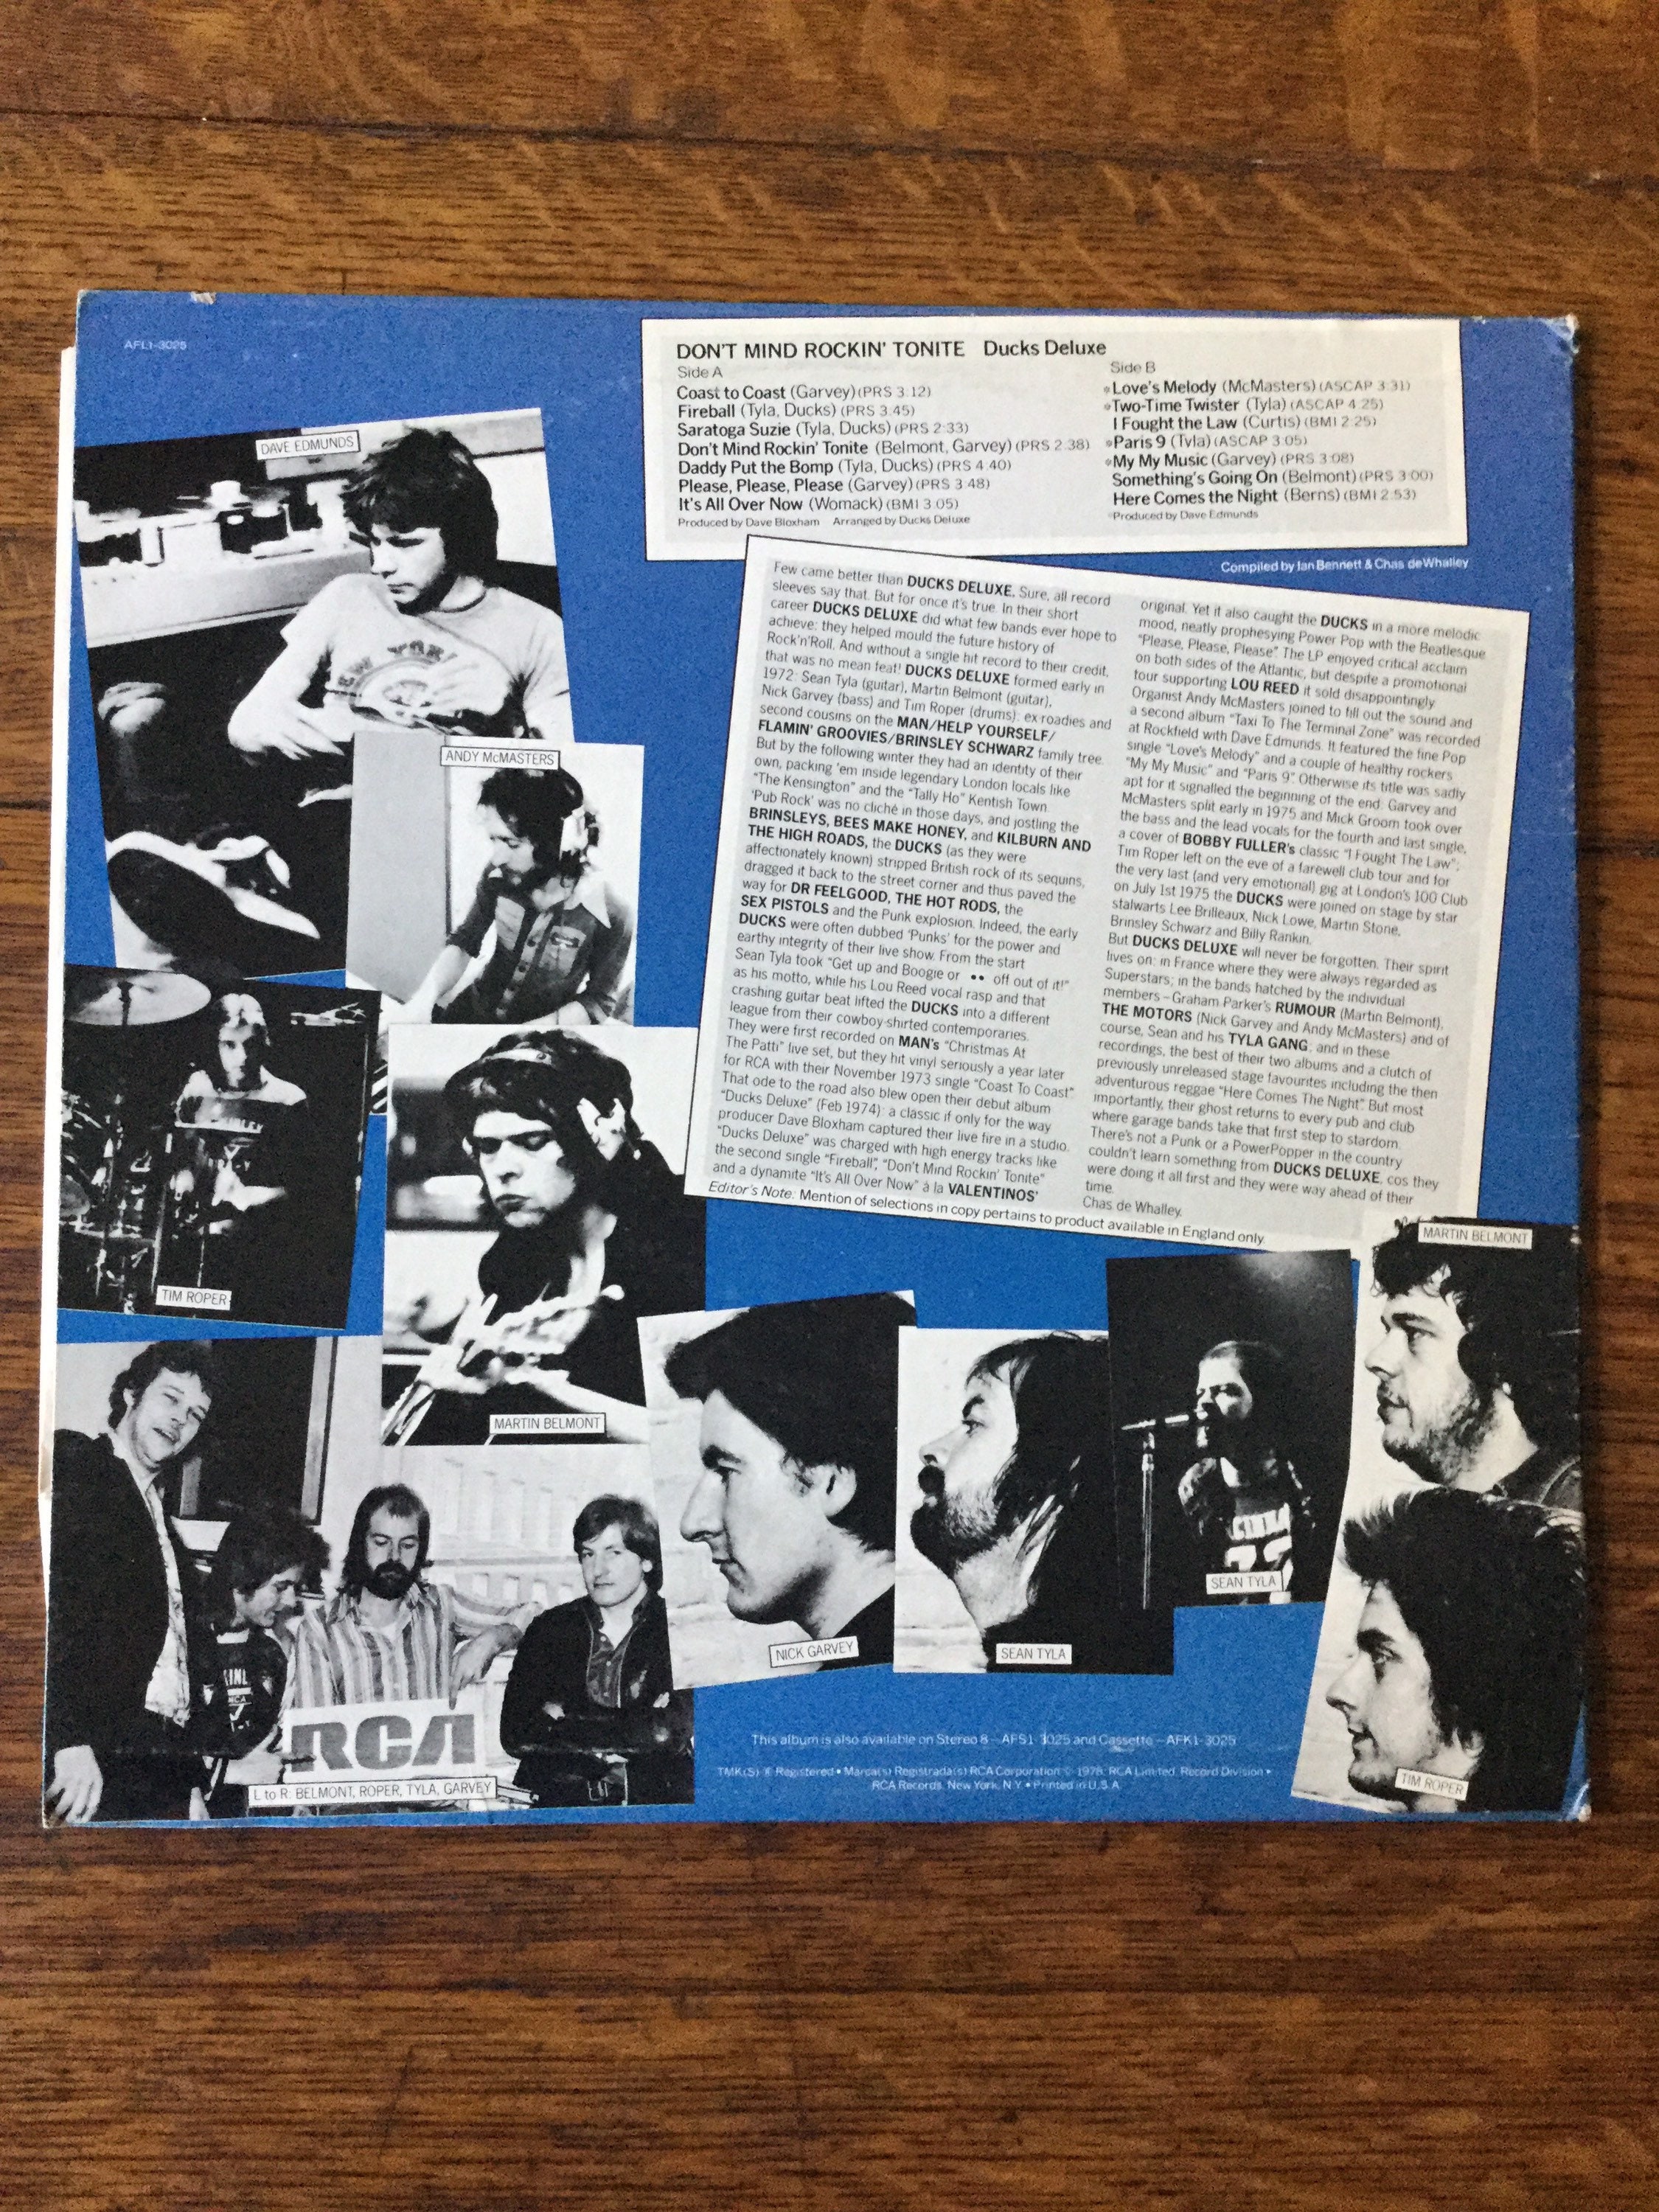 AFL1-3025
DON'T MIND ROCKIN' TONITE Ducks Deluxe
Side A
Coast to Coast (Garvey) (PRS 3:12)
Fireball (Tyla, Ducks) (PRS 3:45)
Saratoga Suzie (Tyla, Ducks) (PRS 2:33)
Don't Mind Rockin' Tonite (Belmont, Garvey) (PRS 2:38)
Daddy Put the Bomp (Tyla, Ducks) (PRS 4:40)
Please, Please, Please (Garvey) (PRS 3:48)
It's All Over Now (Womack) (BMI 3:05)
Produced by Dave Bloxham Arranged by Ducks Deluxe
Side B
*Love's Melody (McMasters) (ASCAP 3:31)
*Two-Time Twister (Tyla) (ASCAP 4:25)
I Fought the Law (Curtis) (BMI 2:25)
*Paris 9 (Tyla) (ASCAP 3:05)
*My My Music (Garvey) (PRS 3:08)
Something's Going On (Belmont) (PRS 3:00)
Here Comes the Night (Berns) (BMI 2:53)
*Produced by Dave Edmunds
Compiled by Ian Bennett & Chas deWhalley
Few came better than DUCKS DELUXE. Sure, all record
sleeves say that. But for once it's true. In their short
career DUCKS DELUXE did what few bands ever hope to
achieve: they helped mould the future history of
Rock'n'Roll. And without a single hit record to their credit,
that was no mean feat! DUCKS DELUXE formed early in
1972: Sean Tyla (guitar), Martin Belmont (guitar),
Nick Garvey (bass) and Tim Roper (drums): ex roadies and
second cousins on the MAN/HELP YOURSELF/
FLAMIN' GROOVIES/BRINSLEY SCHWARZ family tree.
But by the following winter they had an identity of their
own, packing 'em inside legendary London locals like
"The Kensington" and the "Tally Ho" Kentish Town.
'Pub Rock' was no cliché in those days, and jostling the
BRINSLEYS, BEES MAKE HONEY, and KILBURN AND
THE HIGH ROADS, the DUCKS (as they were
affectionately known) stripped British rock of its sequins,
dragged it back to the street corner and thus paved the
way for DR FEELGOOD, THE HOT RODS, the
SEX PISTOLS and the Punk explosion. Indeed, the early
DUCKS were often dubbed 'Punks' for the power and
earthy integrity of their live show. From the start
Sean Tyla took "Get up and Boogie or •• off out of it!"
as his motto, while his Lou Reed vocal rasp and that
crashing guitar beat lifted the DUCKS into a different
league from their cowboy-shirted contemporaries.
They were first recorded on MAN's "Christmas At
The Patti" live set, but they hit vinyl seriously a year later
for RCA with their November 1973 single "Coast To Coast"
That ode to the road also blew open their debut album
"Ducks Deluxe" (Feb 1974): a classic if only for the way
producer Dave Bloxham captured their live fire in a studio.
"Ducks Deluxe" was charged with high energy tracks like
the second single "Fireball", "Don't Mind Rockin' Tonite"
and a dynamite "It's All Over Now" à la VALENTINOS'
original. Yet it also caught the DUCKS in a more melodic
mood, neatly prophesying Power Pop with the Beatlesque
"Please, Please, Please" The LP enjoyed critical acclaim
on both sides of the Atlantic, but despite a promotional
tour supporting LOU REED it sold disappointingly
Organist Andy McMasters joined to fill out the sound and
a second album "Taxi To The Terminal Zone" was recorded
at Rockfield with Dave Edmunds. It featured the fine Pop
single "Love's Melody" and a couple of healthy rockers
"My My Music" and "Paris 9" Otherwise its title was sadly
apt for it signalled the beginning of the end: Garvey and
McMasters split early in 1975 and Mick Groom took over
the bass and the lead vocals for the fourth and last single,
a cover of BOBBY FULLER's classic "I Fought The Law";
Tim Roper left on the eve of a farewell club tour and for
the very last (and very emotional) gig at London's 100 Club
on July 1st 1975 the DUCKS were joined on stage by star
stalwarts Lee Brilleaux, Nick Lowe, Martin Stone,
Brinsley Schwarz and Billy Rankin.
But DUCKS DELUXE will never be forgotten. Their spirit
lives on: in France where they were always regarded as
Superstars; in the bands hatched by the individual
members – Graham Parker's RUMOUR (Martin Belmont),
THE MOTORS (Nick Garvey and Andy McMasters) and of
course, Sean and his TYLA GANG; and in these
recordings, the best of their two albums and a clutch of
previously unreleased stage favourites including the then
adventurous reggae "Here Comes The Night" But most
importantly, their ghost returns to every pub and club
where garage bands take that first step to stardom.
There's not a Punk or a PowerPopper in the country
couldn't learn something from DUCKS DELUXE, cos they
were doing it all first and they were way ahead of their
time.
Chas de Whalley.
Editor's Note: Mention of selections in copy pertains to product available in England only.
DAVE EDMUNDS
NEW YORK
ANDY McMASTERS
TIM ROPER
MARTIN BELMONT
RCA
L to R: BELMONT, ROPER, TYLA, GARVEY
NICK GARVEY
SEAN TYLA
SEAN TYLA
MARTIN BELMONT
TIM ROPER
This album is also available on Stereo 8 – AFS1-3025 and Cassette – AFK1-3025
TMK(S) ® Registered • Marca(s) Registrada(s) RCA Corporation © 1978, RCA Limited, Record Division •
RCA Records, New York, N.Y. • Printed in U.S.A.